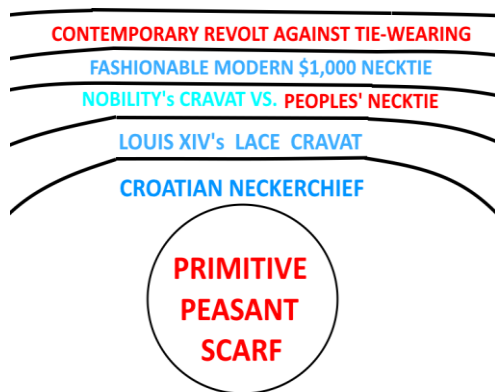 CONTEMPORARY REVOLT AGAINST TIE-WEARING
FASHIONABLE MODERN $1,000 NECKTIE
NOBILITY's CRAVAT VS. PEOPLES' NECKTIE
LOUIS XIV's LACE CRAVAT
CROATIAN NECKERCHIEF
PRIMITIVE
PEASANT
SCARF